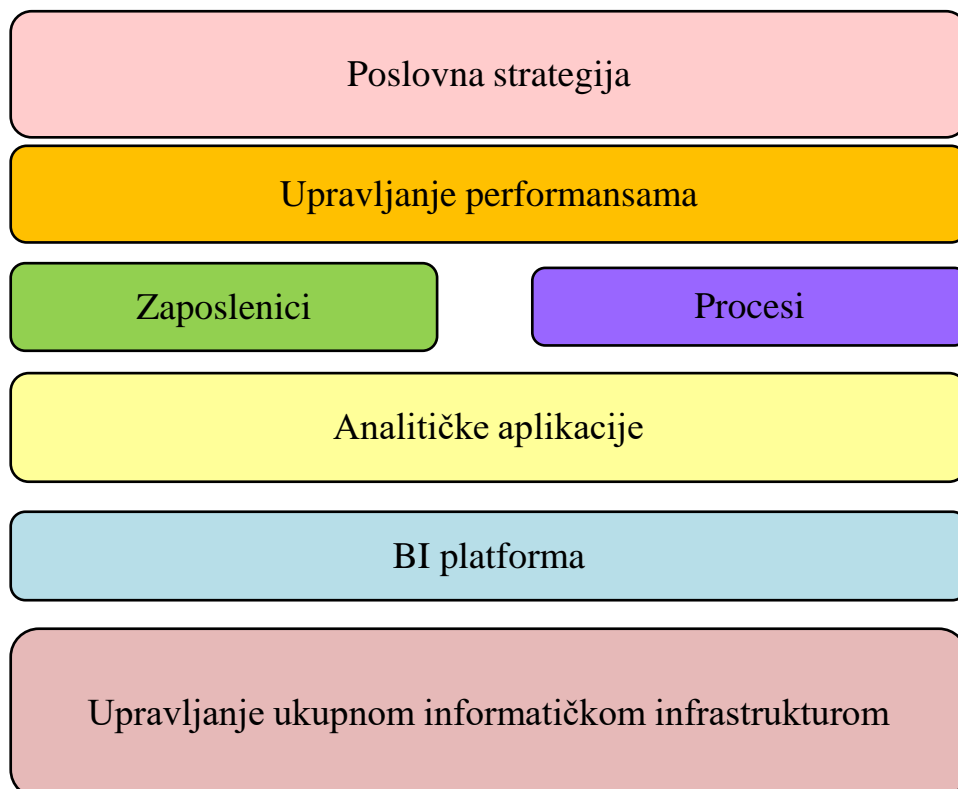 Poslovna strategija
Upravljanje performansama
Zaposlenici
Procesi
Analitičke aplikacije
BI platforma
Upravljanje ukupnom informatičkom infrastrukturom